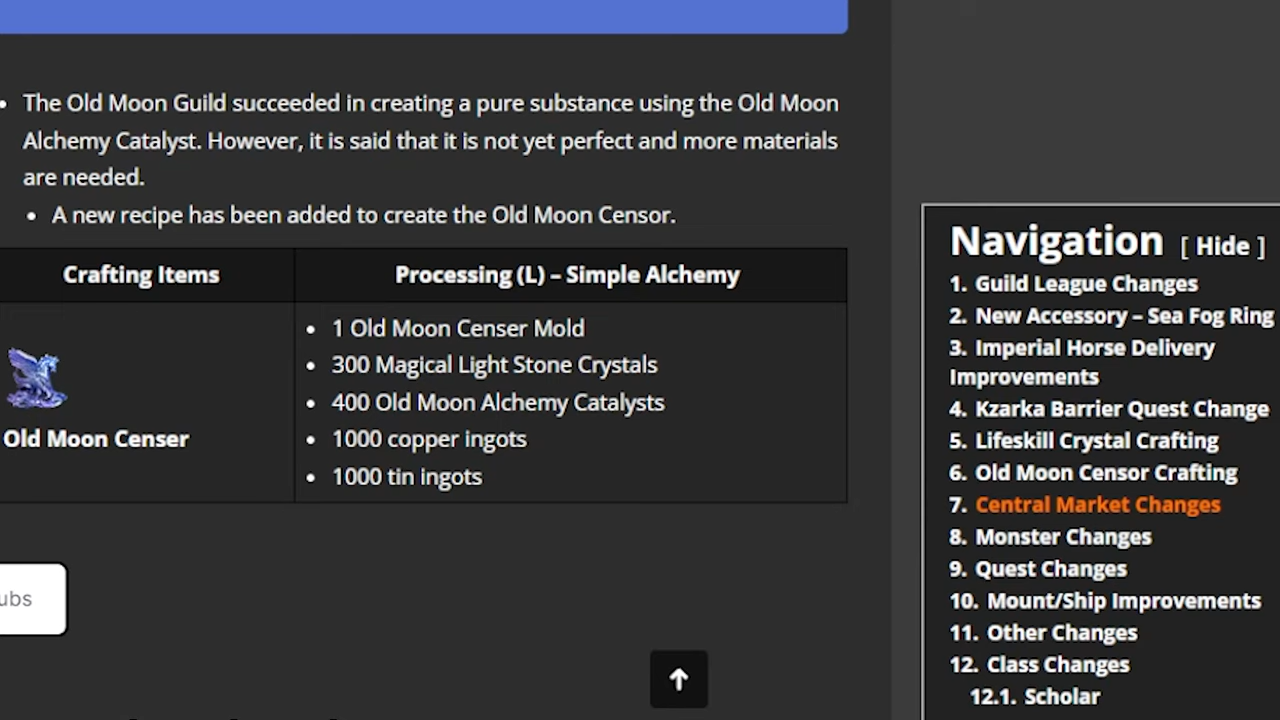 The Old Moon Guild succeeded in creating a pure substance using the Old Moon
Alchemy Catalyst. However, it is said that it is not yet perfect and more materials
are needed.
A new recipe has been added to create the Old Moon Censor.
Crafting Items
Processing (L) – Simple Alchemy
Old Moon Censer
1 Old Moon Censer Mold
300 Magical Light Stone Crystals
400 Old Moon Alchemy Catalysts
1000 copper ingots
1000 tin ingots
ubs
Navigation [ Hide ]
1. Guild League Changes
2. New Accessory – Sea Fog Ring
3. Imperial Horse Delivery
Improvements
4. Kzarka Barrier Quest Change
5. Lifeskill Crystal Crafting
6. Old Moon Censor Crafting
7. Central Market Changes
8. Monster Changes
9. Quest Changes
10. Mount/Ship Improvements
11. Other Changes
12. Class Changes
12.1. Scholar